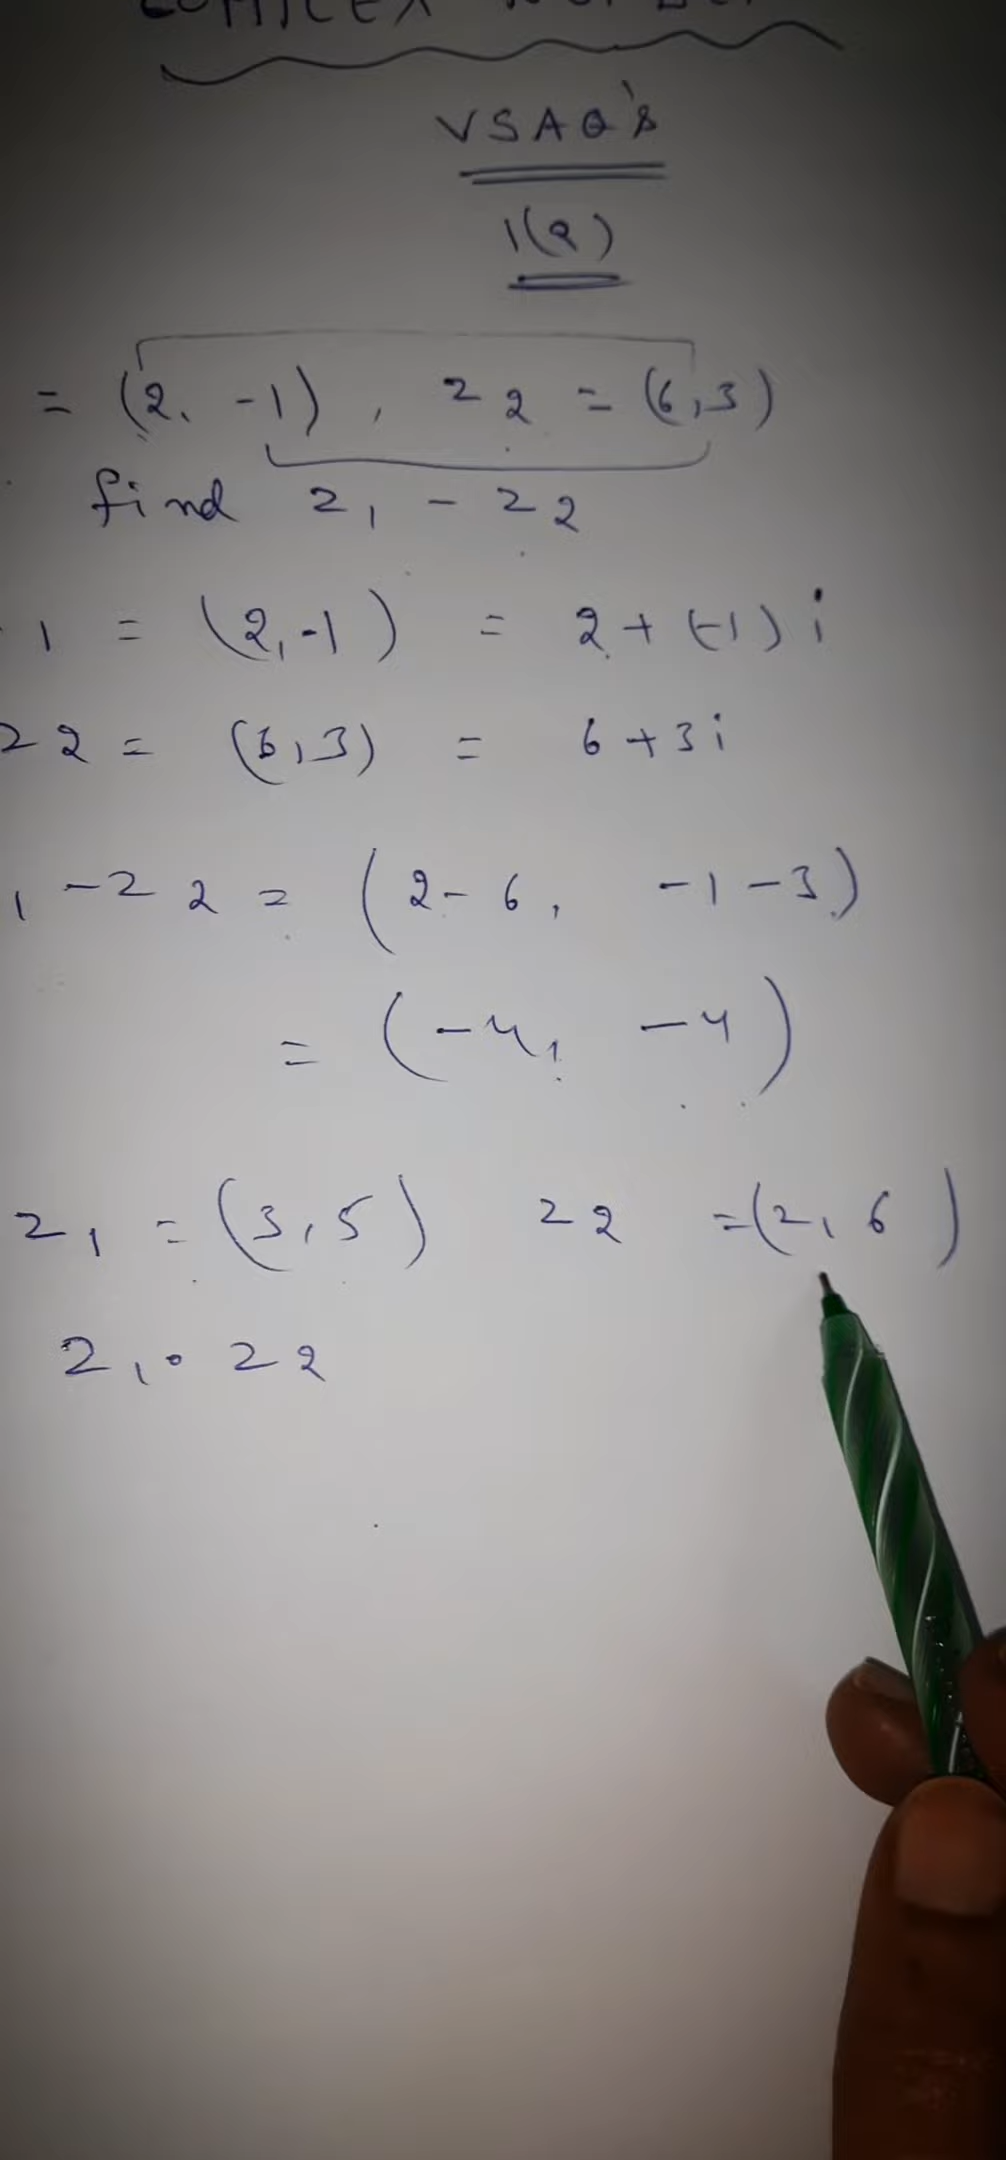 COMPLEX
VSAQ's
1(Q)
= (2, -1), z2 = (6,3)
find z1 - z2
1 = (2,-1) = 2+(-1)i
z2 = (6,3) = 6+3i
1 -z2 = (2-6, -1-3)
= (-4, -4)
z1 = (3,5) z2 =(2,6)
z1. z2